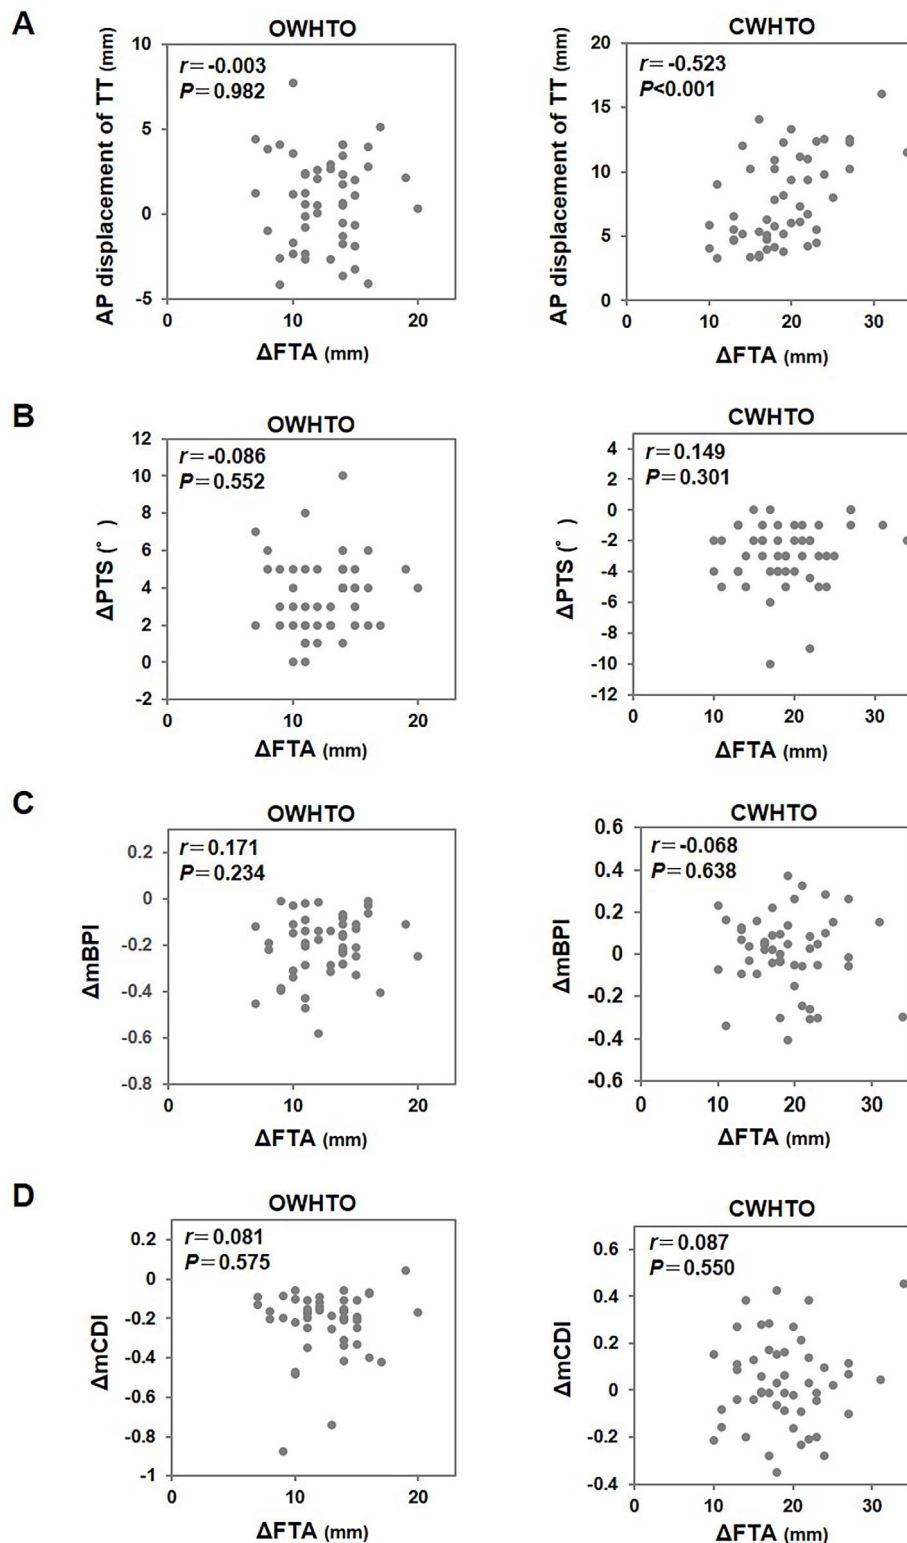 A
OWHTO
CWHTO
AP displacement of TT (mm)
10
5
0
-5
r=-0.003
P=0.982
0
10
20
ΔFTA (mm)
AP displacement of TT (mm)
20
15
10
5
0
r=-0.523
P<0.001
0
10
20
30
ΔFTA (mm)
B
OWHTO
CWHTO
ΔPTS (°)
12
10
8
6
4
2
0
-2
r=-0.086
P=0.552
0
10
20
ΔFTA (mm)
ΔPTS (°)
4
2
0
-2
-4
-6
-8
-10
-12
r=0.149
P=0.301
0
10
20
30
ΔFTA (mm)
C
OWHTO
CWHTO
ΔmBPI
0.2
0
-0.2
-0.4
-0.6
-0.8
r=0.171
P=0.234
0
10
20
ΔFTA (mm)
ΔmBPI
0.6
0.4
0.2
0
-0.2
-0.4
-0.6
r=-0.068
P=0.638
0
10
20
30
ΔFTA (mm)
D
OWHTO
CWHTO
ΔmCDI
0.2
0
-0.2
-0.4
-0.6
-0.8
-1
r=0.081
P=0.575
0
10
20
ΔFTA (mm)
ΔmCDI
0.6
0.4
0.2
0
-0.2
-0.4
r=0.087
P=0.550
0
10
20
30
ΔFTA (mm)